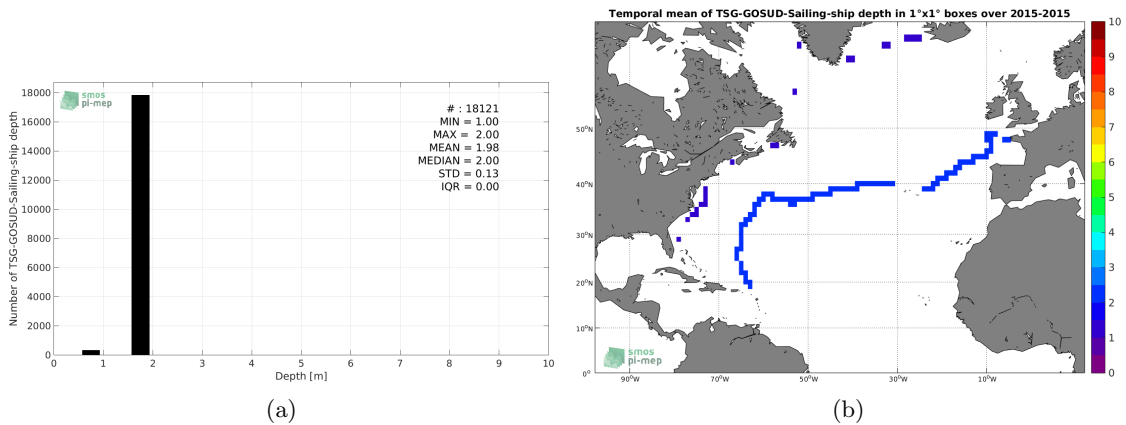 smos
pi-mep
# : 18121
MIN = 1.00
MAX = 2.00
MEAN = 1.98
MEDIAN = 2.00
STD = 0.13
IQR = 0.00
Number of TSG-GOSUD-Sailing-ship depth
18000
16000
14000
12000
10000
8000
6000
4000
2000
0
0 1 2 3 4 5 6 7 8 9 10
Depth [m]
(a)
Temporal mean of TSG-GOSUD-Sailing-ship depth in 1°x1° boxes over 2015-2015
50°N
40°N
30°N
20°N
10°N
0°
90°W 70°W 50°W 30°W 10°W
smos
pi-mep
10
9
8
7
6
5
4
3
2
1
0
(b)